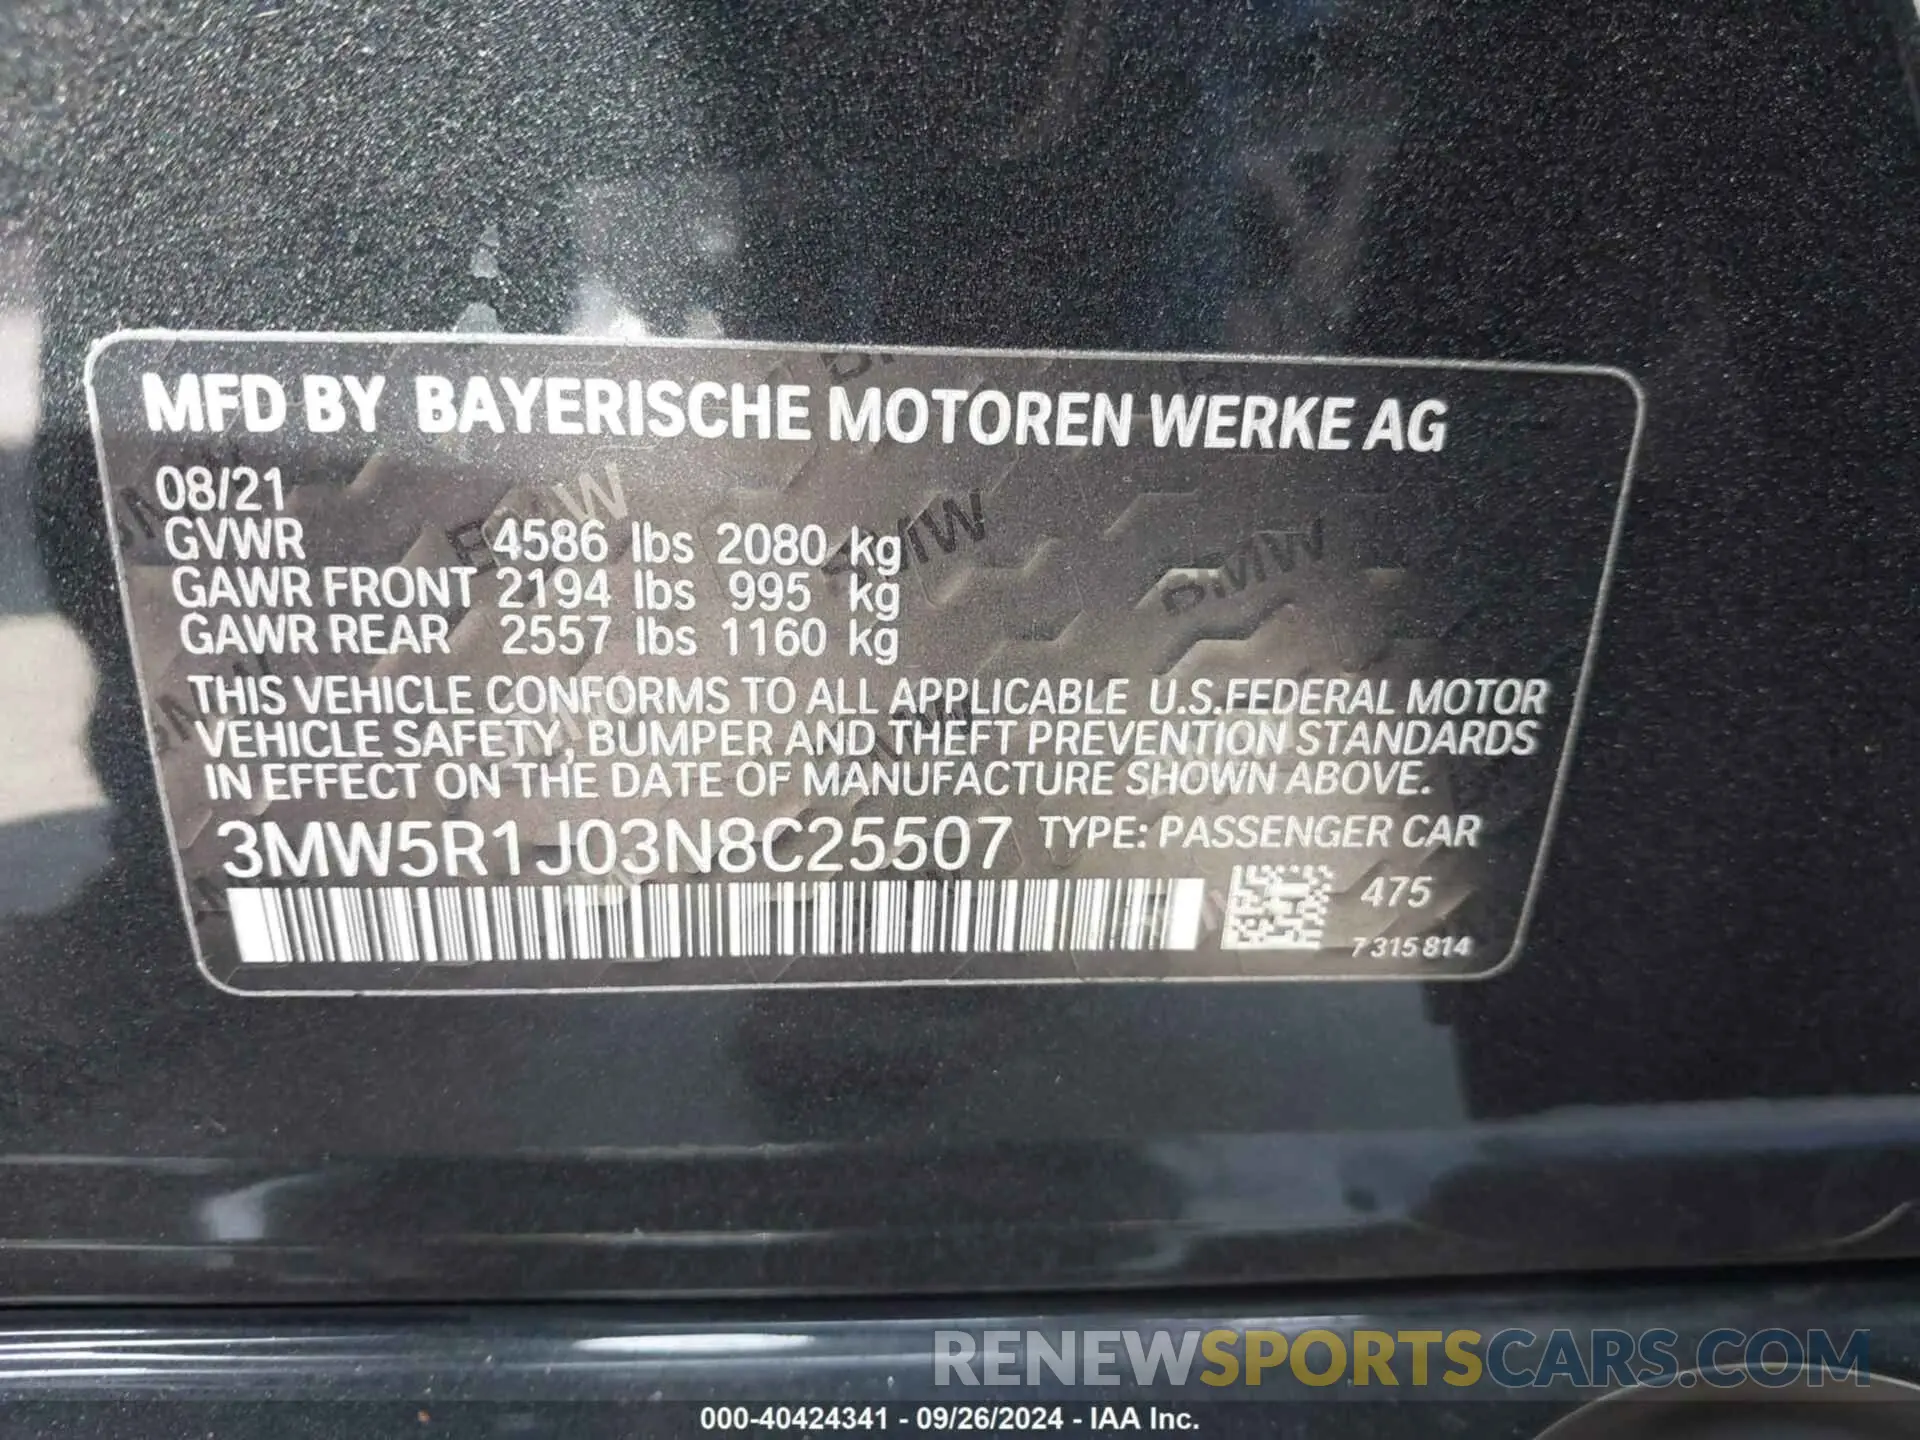 MFD BY BAYERISCHE MOTOREN WERKE AG
08/21
GVWR 4586 lbs 2080 kg
GAWR FRONT 2194 lbs 995 kg
GAWR REAR 2557 lbs 1160 kg
THIS VEHICLE CONFORMS TO ALL APPLICABLE U.S.FEDERAL MOTOR
VEHICLE SAFETY, BUMPER AND THEFT PREVENTION STANDARDS
IN EFFECT ON THE DATE OF MANUFACTURE SHOWN ABOVE.
3MW5R1J03N8C25507 TYPE: PASSENGER CAR
475
7 315 814
RENEWSPORTSCARS.COM
000-40424341 - 09/26/2024 - IAA Inc.